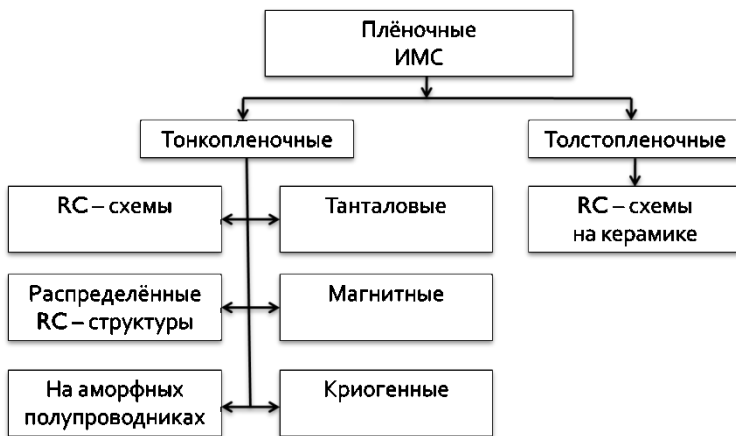 Плёночные
ИМС
Тонкопленочные
Толстопленочные
RC – схемы
Танталовые
RC – схемы
на керамике
Распределённые
RC – структуры
Магнитные
На аморфных
полупроводниках
Криогенные